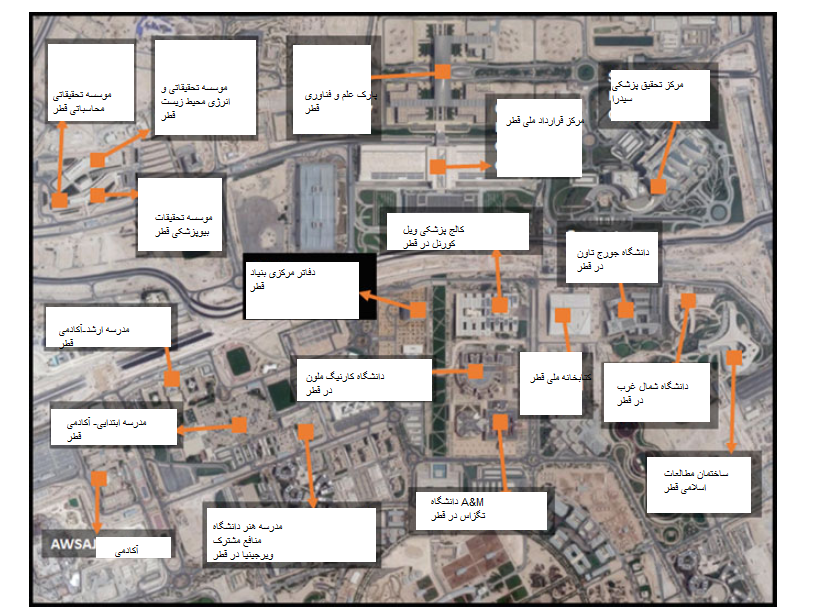 موسسه تحقیقاتی
محاسباتی قطر
موسسه تحقیقاتی و
انرژی محیط زیست
قطر
پارک علم و فناوری
قطر
مرکز قرارداد ملی قطر
مرکز تحقیق پزشکی
سیدرا
موسسه تحقیقات
بیوپزشکی قطر
کالج پزشکی ویل
کورنل در قطر
دانشگاه جورج تاون
در قطر
دفاتر مرکزی بنیاد
قطر
مدرسه ارشد-آکادمی
قطر
دانشگاه کارنیگ ملون
در قطر
کتابخانه ملی قطر
دانشگاه شمال غرب
در قطر
مدرسه ابتدایی- آکادمی
قطر
ساختمان مطالعات
اسلامی قطر
A&M دانشگاه
تگزاس در قطر
مدرسه هنر دانشگاه
منافع مشترک
ویرجینیا در قطر
AWSAJ
آکادمی